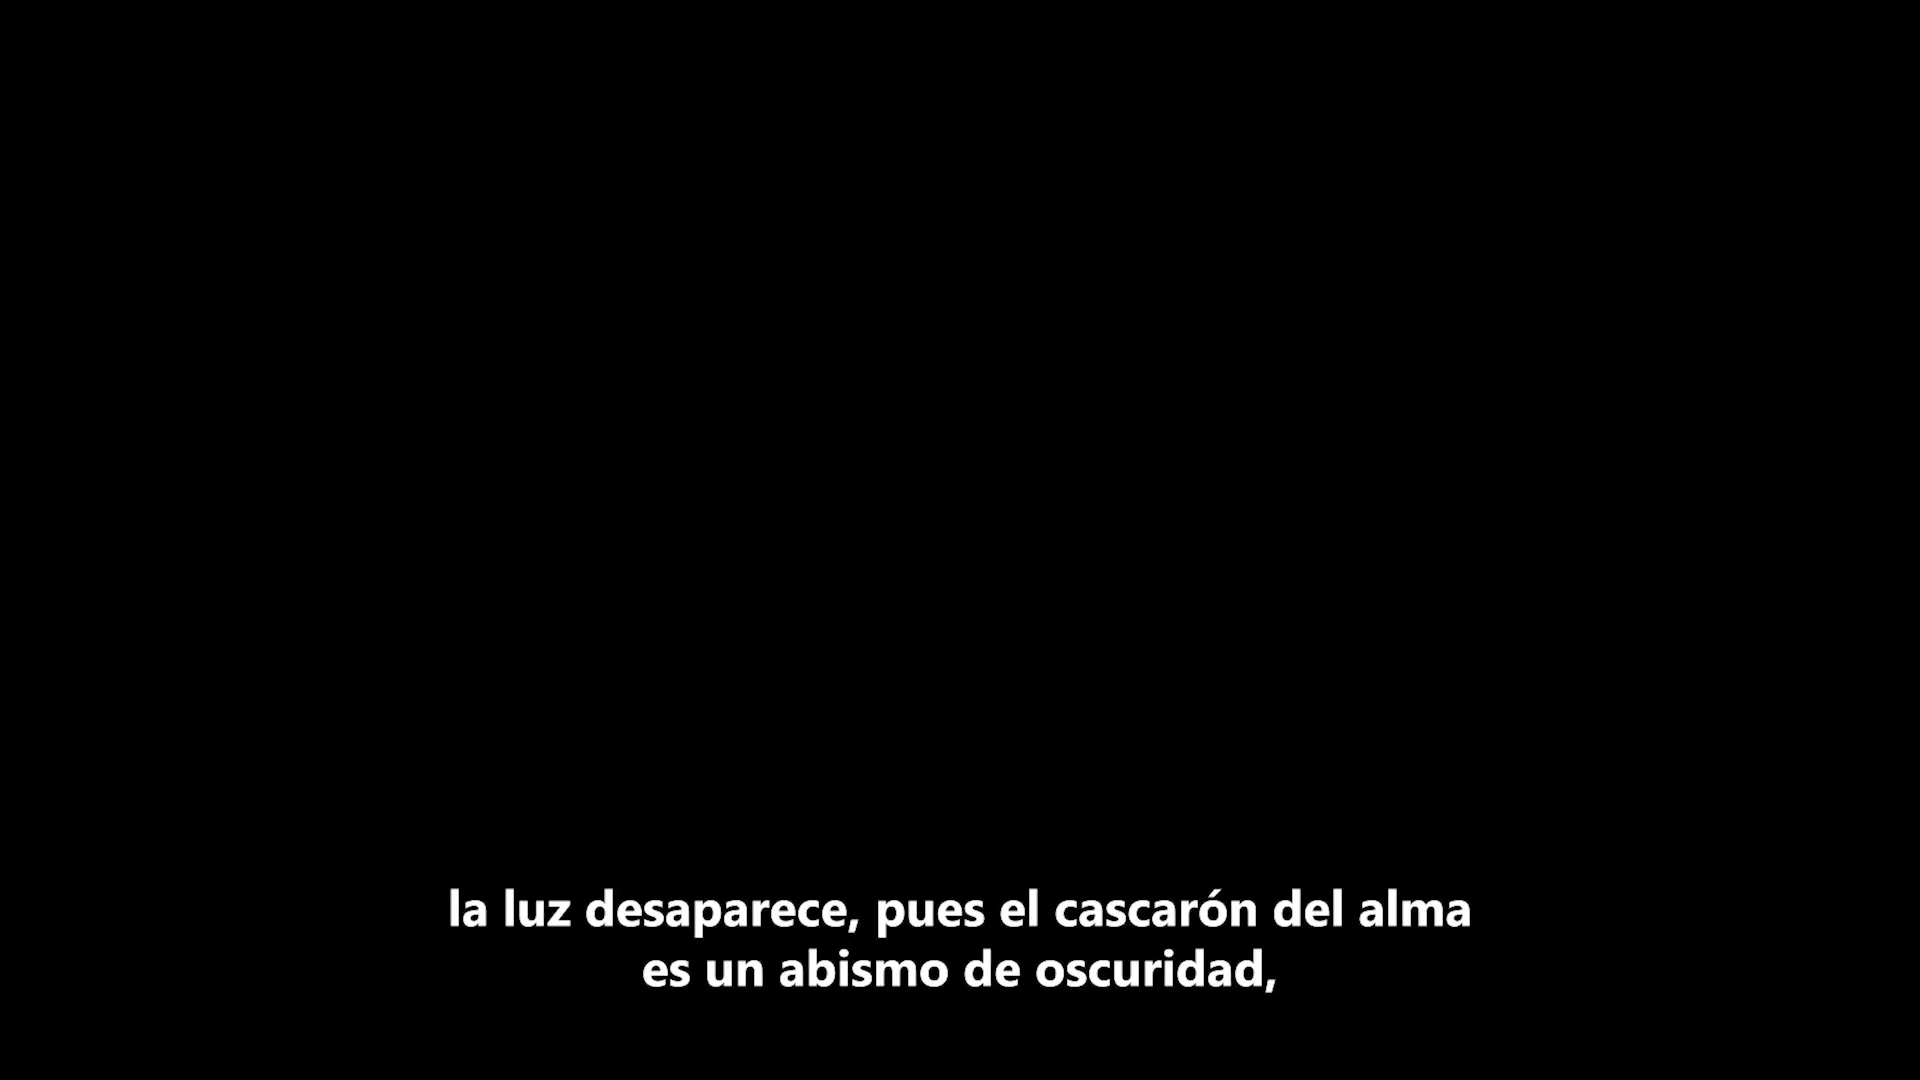 la luz desaparece, pues el cascarón del alma
es un abismo de oscuridad,